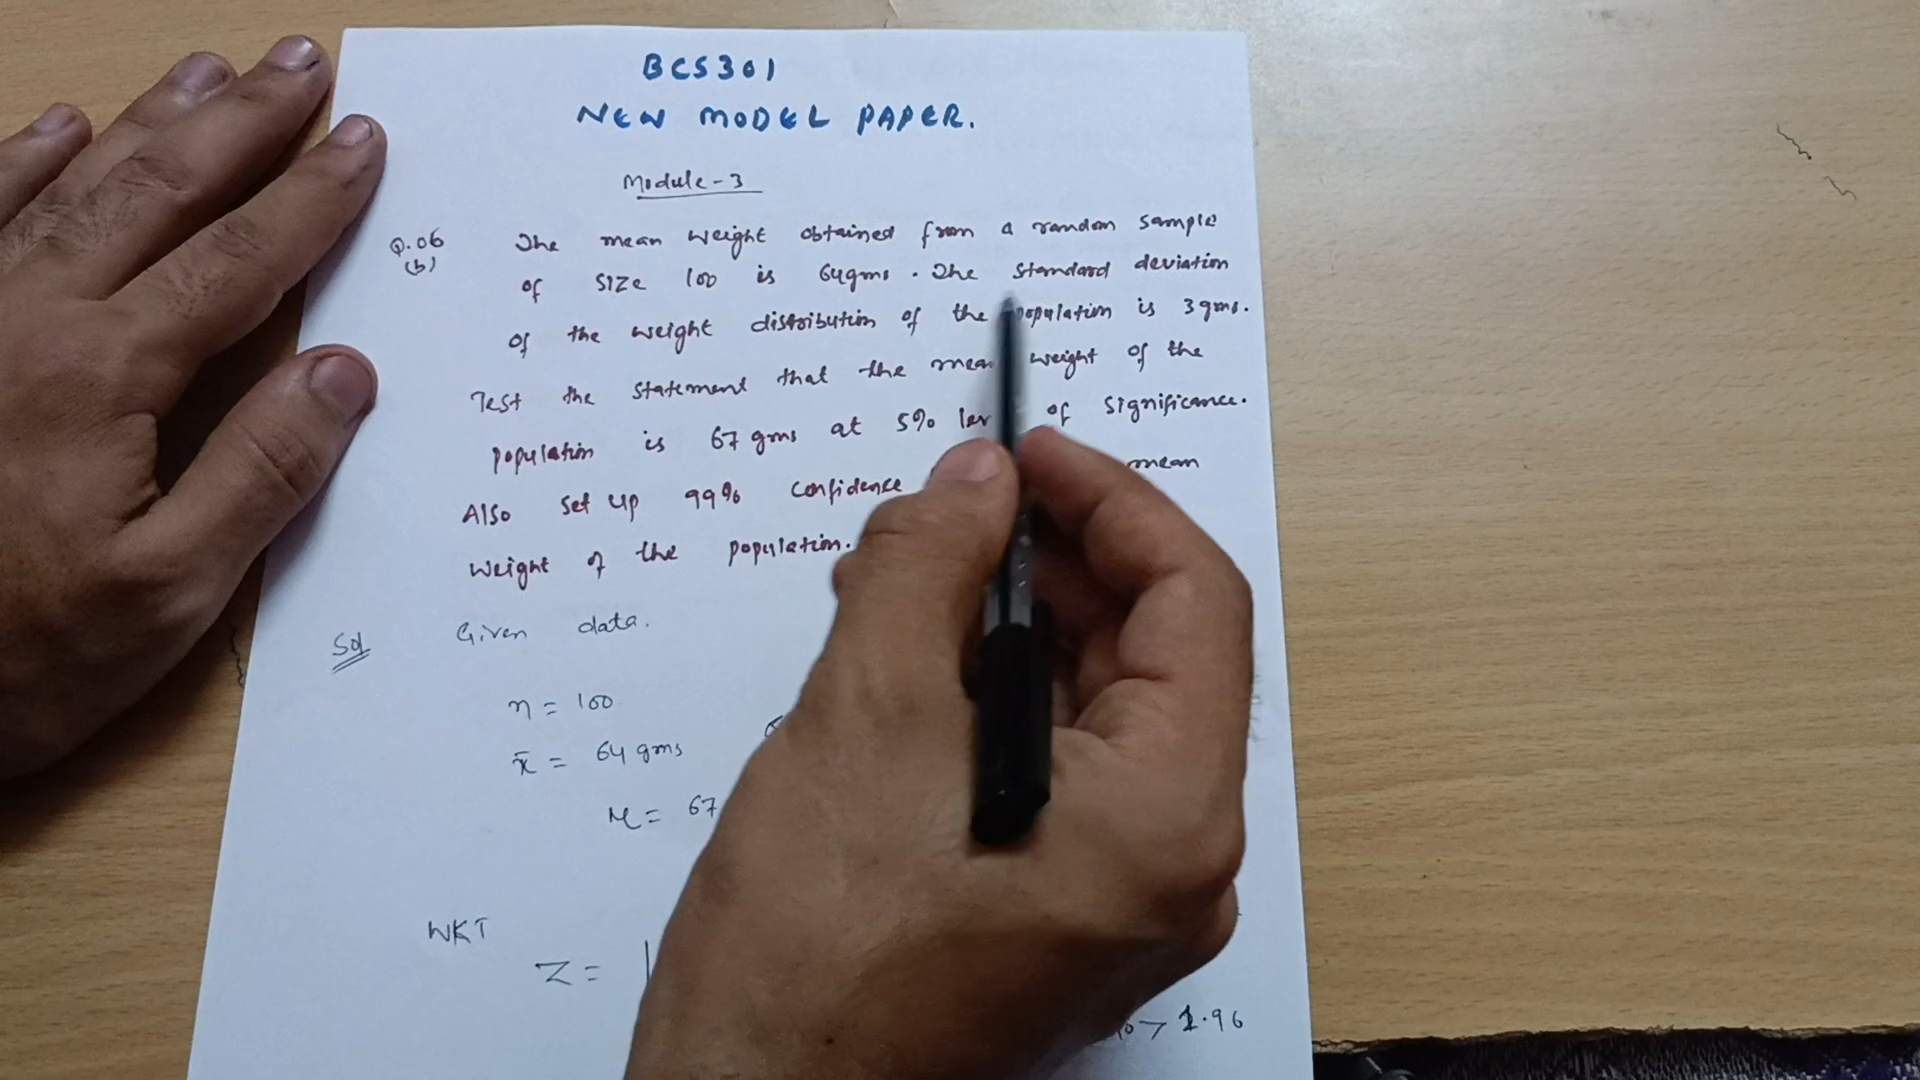 BCS301
NEW MODEL PAPER.
Module-3
Q.06 The mean weight obtained from a random sample
(b) of size 100 is 64gms. The standard deviation
of the weight distribution of the population is 3gms.
Test the statement that the mean weight of the
population is 67 gms at 5% of significance.
Also set up 99% confidence mean
weight of the population.
Sol Given data.
n = 100
x̄ = 64 gms
μ = 67
WKT
Z = |
> 1.96